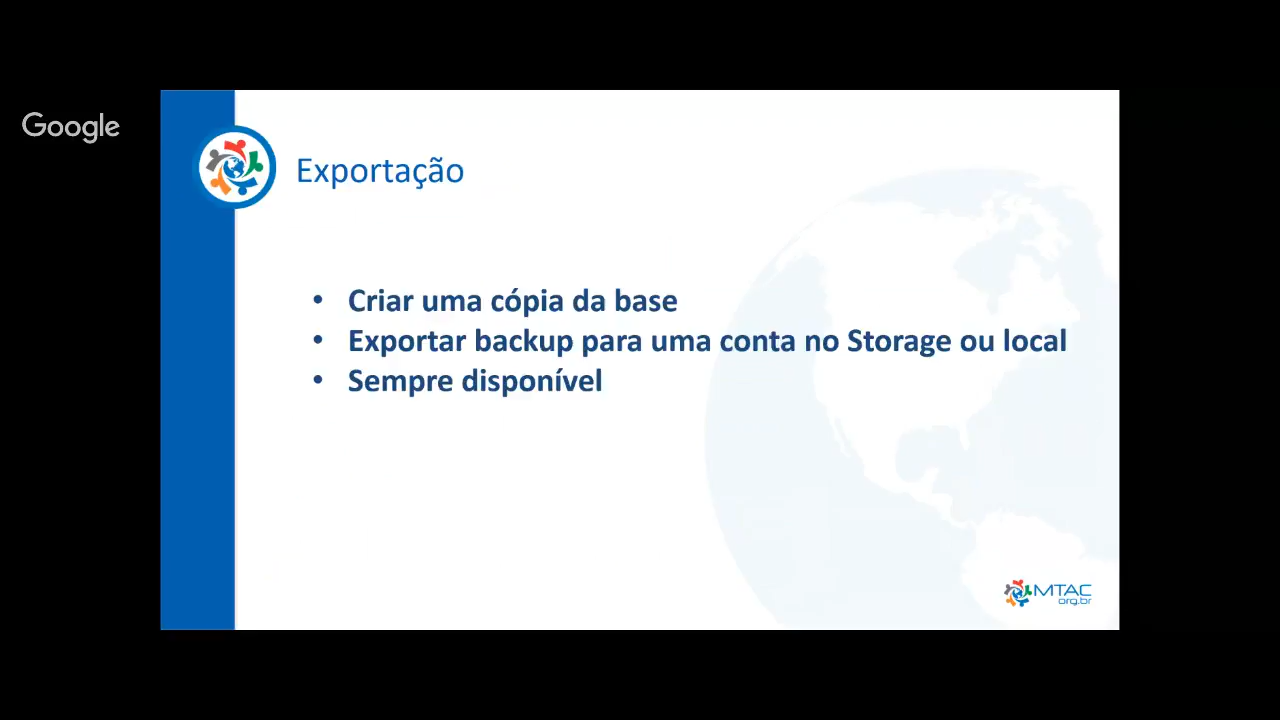 Google
Exportação
• Criar uma cópia da base
• Exportar backup para uma conta no Storage ou local
• Sempre disponível
MTAC
org.br